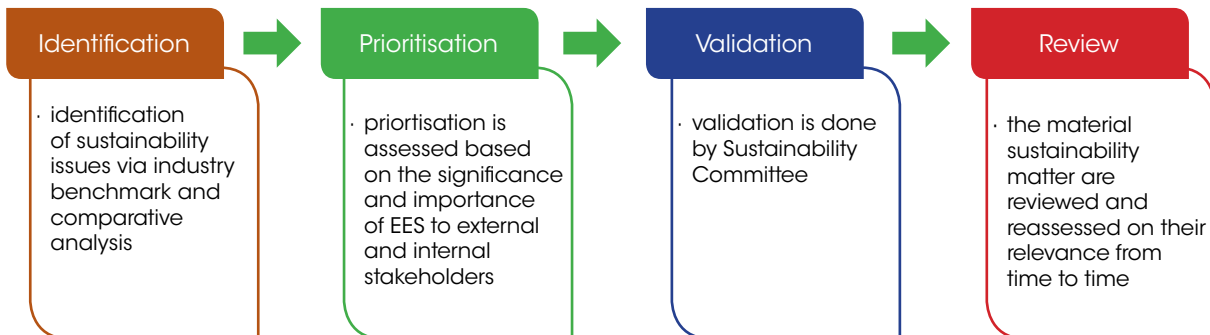 Identification
Prioritisation
Validation
Review
· identification
of sustainability
issues via industry
benchmark and
comparative
analysis
· priortisation is
assessed based
on the significance
and importance
of EES to external
and internal
stakeholders
· validation is done
by Sustainability
Committee
· the material
sustainability
matter are
reviewed and
reassessed on their
relevance from
time to time